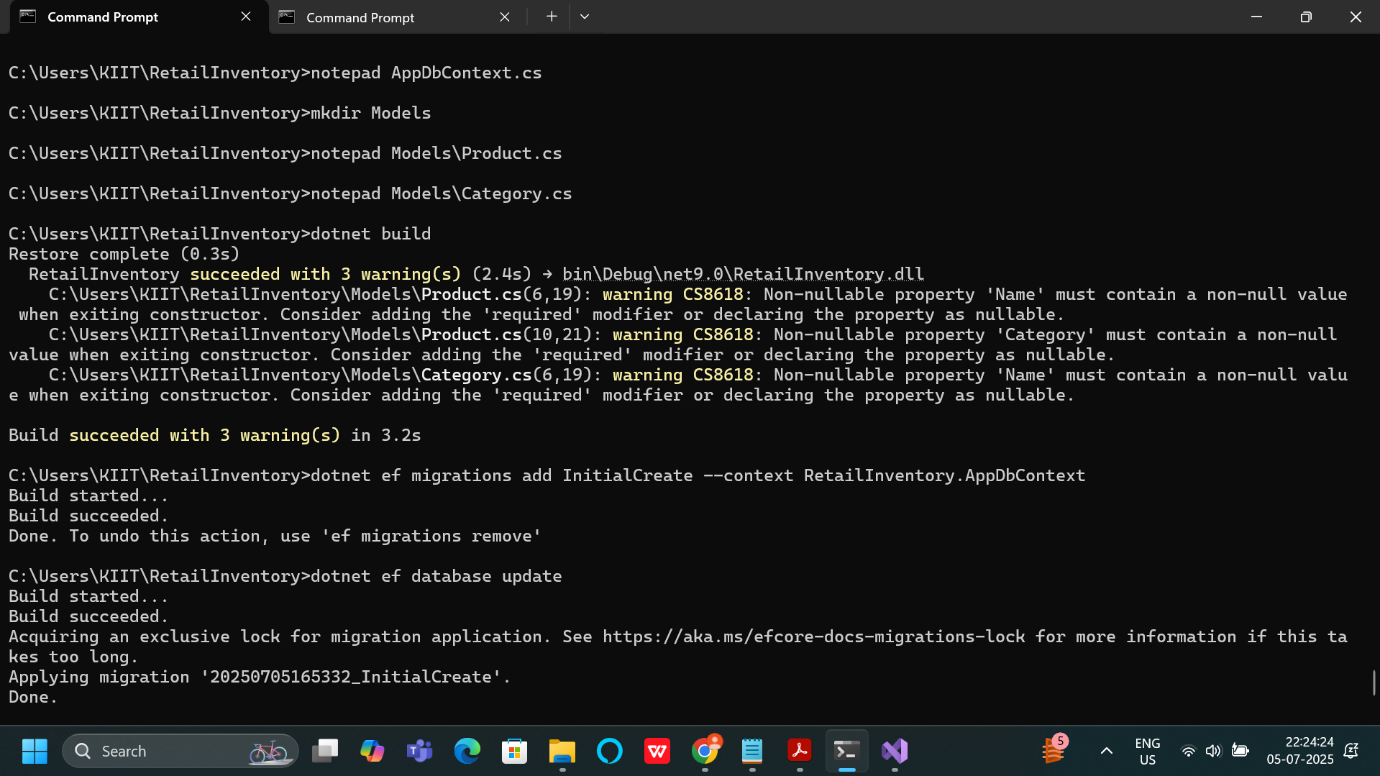 Command Prompt
Command Prompt
C:\Users\KIIT\RetailInventory>notepad AppDbContext.cs
C:\Users\KIIT\RetailInventory>mkdir Models
C:\Users\KIIT\RetailInventory>notepad Models\Product.cs
C:\Users\KIIT\RetailInventory>notepad Models\Category.cs
C:\Users\KIIT\RetailInventory>dotnet build
Restore complete (0.3s)
  RetailInventory succeeded with 3 warning(s) (2.4s) → bin\Debug\net9.0\RetailInventory.dll
    C:\Users\KIIT\RetailInventory\Models\Product.cs(6,19): warning CS8618: Non-nullable property 'Name' must contain a non-null value
 when exiting constructor. Consider adding the 'required' modifier or declaring the property as nullable.
    C:\Users\KIIT\RetailInventory\Models\Product.cs(10,21): warning CS8618: Non-nullable property 'Category' must contain a non-null
value when exiting constructor. Consider adding the 'required' modifier or declaring the property as nullable.
    C:\Users\KIIT\RetailInventory\Models\Category.cs(6,19): warning CS8618: Non-nullable property 'Name' must contain a non-null valu
e when exiting constructor. Consider adding the 'required' modifier or declaring the property as nullable.
Build succeeded with 3 warning(s) in 3.2s
C:\Users\KIIT\RetailInventory>dotnet ef migrations add InitialCreate --context RetailInventory.AppDbContext
Build started...
Build succeeded.
Done. To undo this action, use 'ef migrations remove'
C:\Users\KIIT\RetailInventory>dotnet ef database update
Build started...
Build succeeded.
Acquiring an exclusive lock for migration application. See https://aka.ms/efcore-docs-migrations-lock for more information if this ta
kes too long.
Applying migration '20250705165332_InitialCreate'.
Done.
Search
5
ENG
US
22:24:24
05-07-2025